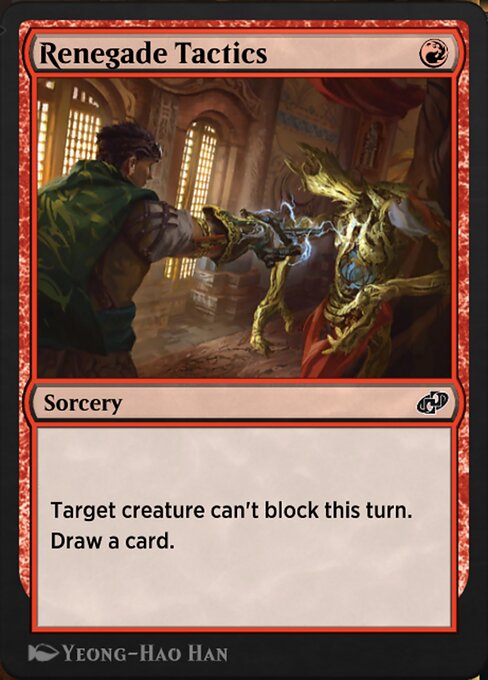 Renegade Tactics
Sorcery
Target creature can't block this turn.
Draw a card.
Yeong-Hao Han